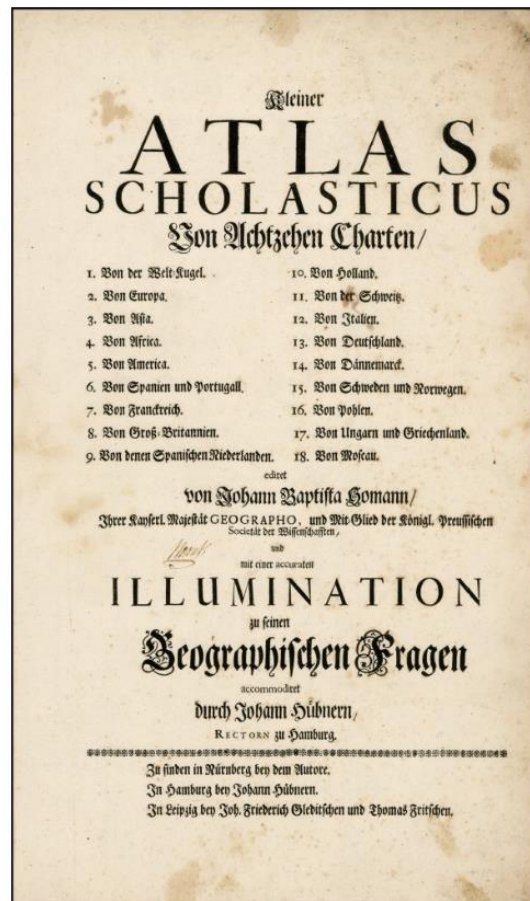 Kleiner
ATLAS
SCHOLASTICUS
Von Achtzehen Charten/
1. Von der Welt-Kugel.
2. Von Europa.
3. Von Asia.
4. Von Africa.
5. Von America.
6. Von Spanien und Portugall.
7. Von Franckreich.
8. Von Groß-Britannien.
9. Von denen Spanischen Niederlanden.
10. Von Holland.
11. Von der Schweitz.
12. Von Italien.
13. Von Deutschland.
14. Von Dännemarck.
15. Von Schweden und Norwegen.
16. Von Pohlen.
17. Von Ungarn und Griechenland.
18. Von Moscau.
editet
von Johann Baptista Homann/
Ihrer Kayserl. Majestät GEOGRAPHO, und Mit-Glied der Königl. Preussischen
Societät der Wissenschafften/
und
mit einer accuraten
ILLUMINATION
zu seinen
Geographischen Fragen
accommodiret
durch Johann Hübnern/
RECTORN zu Hamburg.
Zu finden in Nürnberg bey dem Autore.
In Hamburg bey Johann Hübnern.
In Leipzig bey Joh. Friederich Gleditschen und Thomas Fritschen.